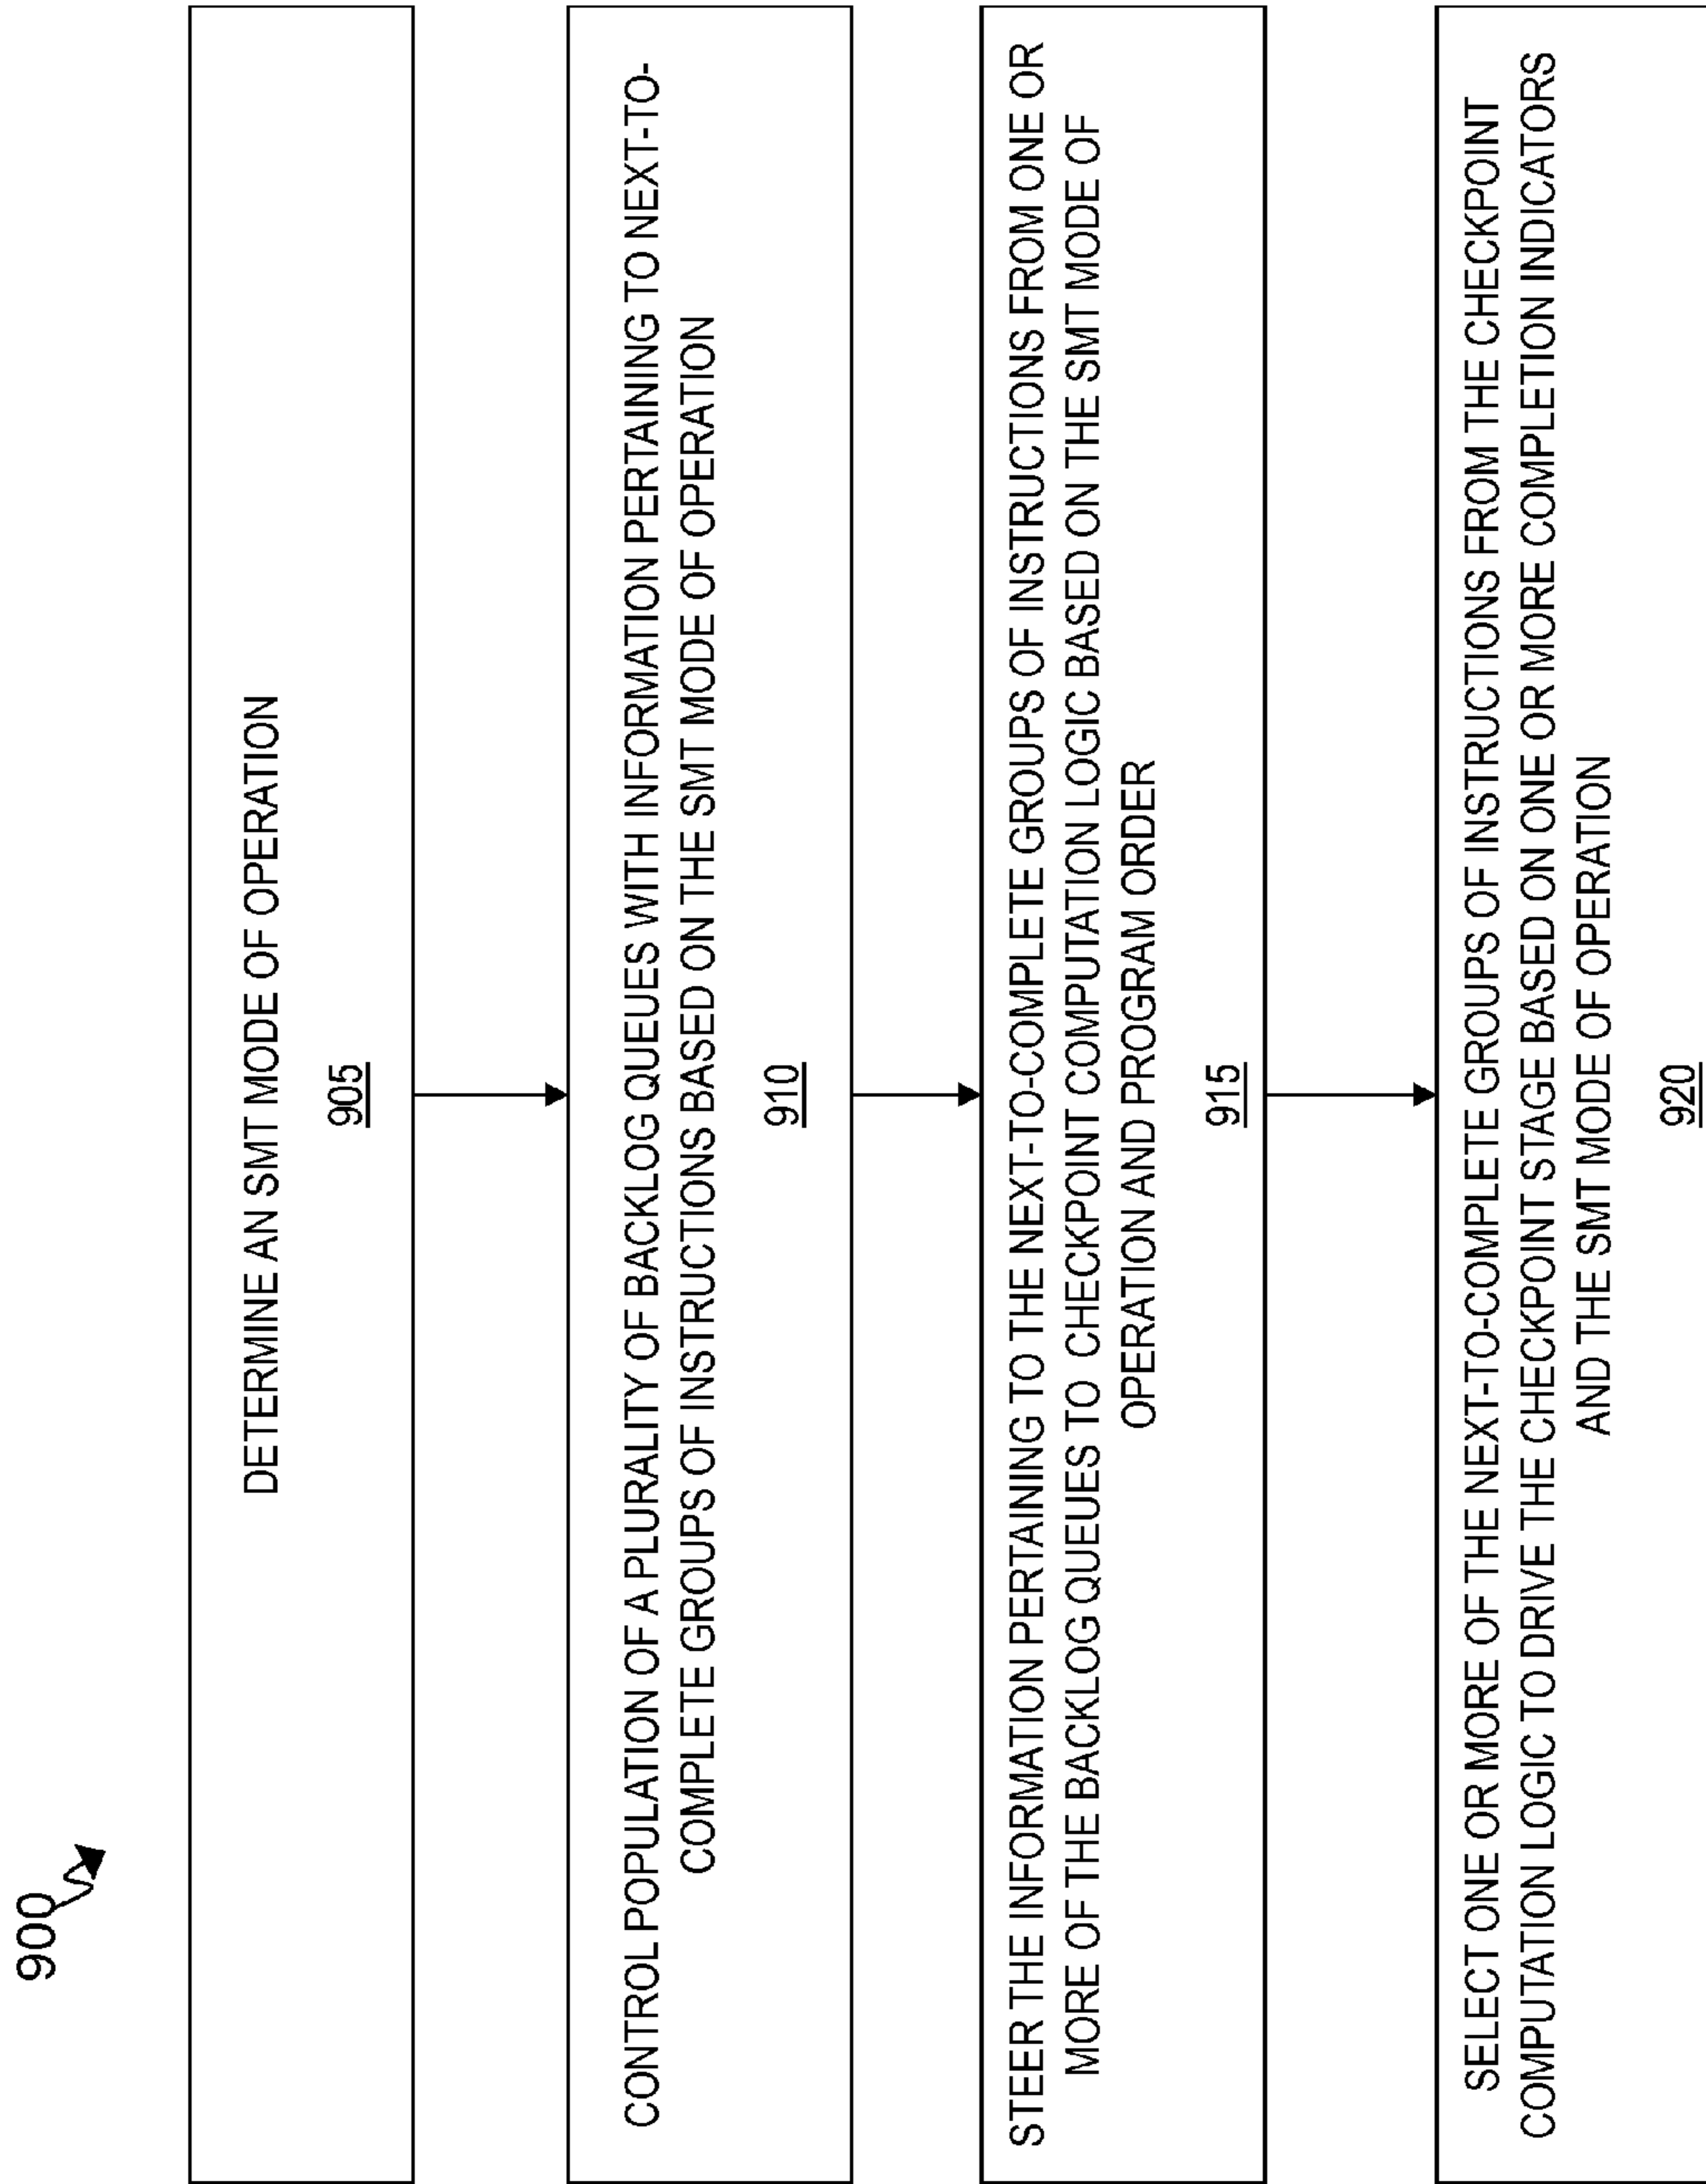 900
DETERMINE AN SMT MODE OF OPERATION
905
CONTROL POPULATION OF A PLURALITY OF BACKLOG QUEUES WITH INFORMATION PERTAINING TO NEXT-TO-
COMPLETE GROUPS OF INSTRUCTIONS BASED ON THE SMT MODE OF OPERATION
910
STEER THE INFORMATION PERTAINING TO THE NEXT-TO-COMPLETE GROUPS OF INSTRUCTIONS FROM ONE OR
MORE OF THE BACKLOG QUEUES TO CHECKPOINT COMPUTATION LOGIC BASED ON THE SMT MODE OF
OPERATION AND PROGRAM ORDER
915
SELECT ONE OR MORE OF THE NEXT-TO-COMPLETE GROUPS OF INSTRUCTIONS FROM THE CHECKPOINT
COMPUTATION LOGIC TO DRIVE THE CHECKPOINT STAGE BASED ON ONE OR MORE COMPLETION INDICATORS
AND THE SMT MODE OF OPERATION
920